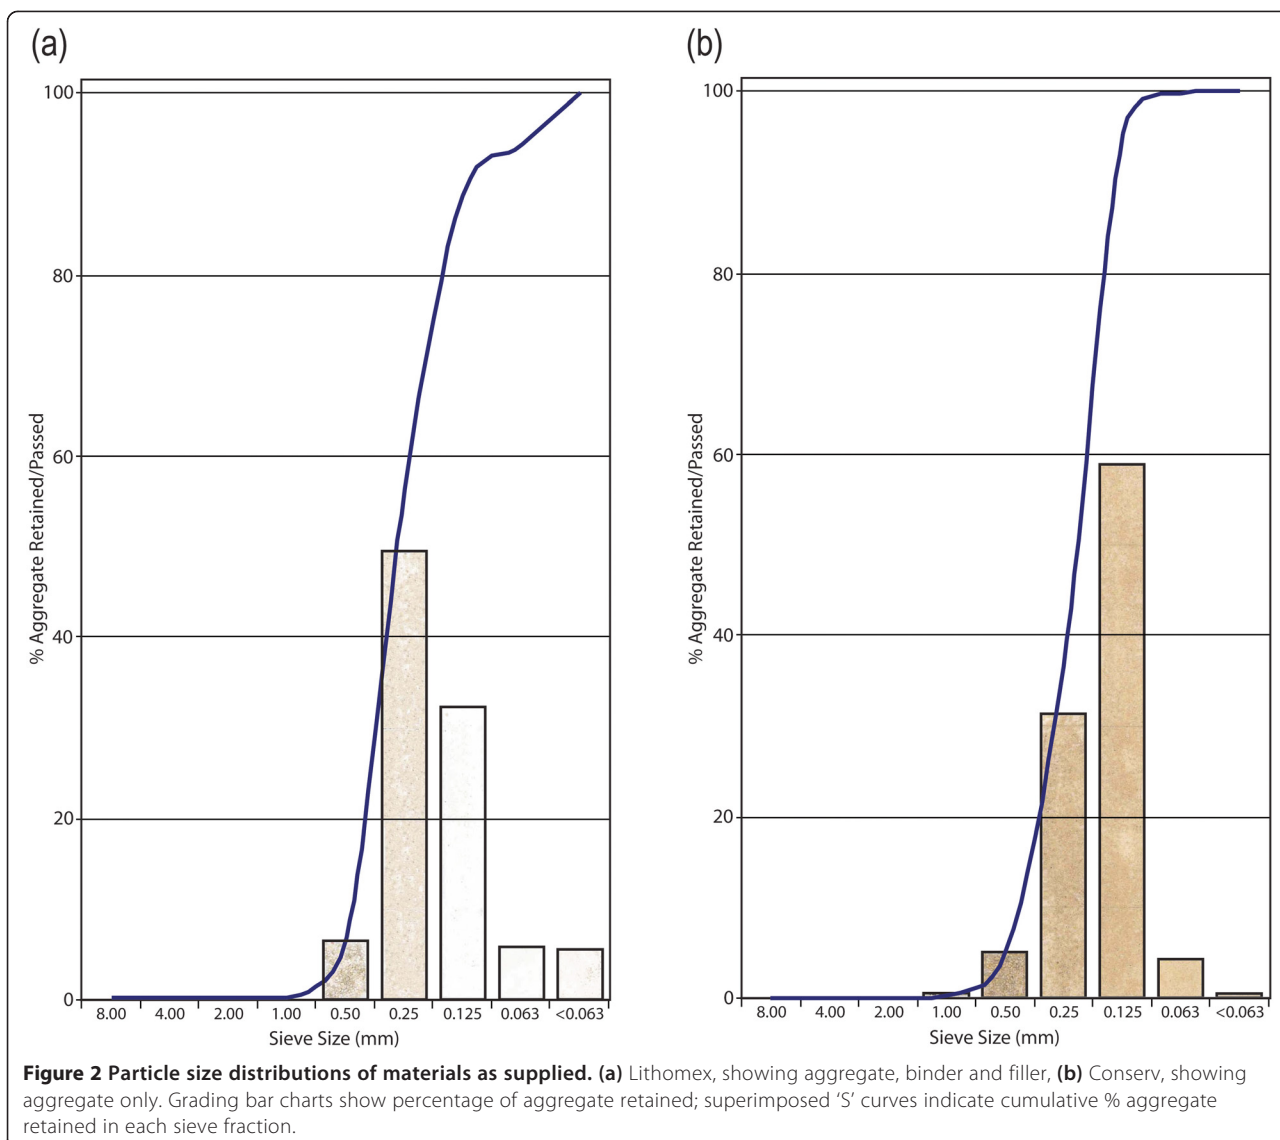 (a)
(b)
100
80
60
40
20
0
% Aggregate Retained/Passed
8.00 4.00 2.00 1.00 0.50 0.25 0.125 0.063 <0.063
Sieve Size (mm)
100
80
60
40
20
0
% Aggregate Retained/Passed
8.00 4.00 2.00 1.00 0.50 0.25 0.125 0.063 <0.063
Sieve Size (mm)
Figure 2 Particle size distributions of materials as supplied. (a) Lithomex, showing aggregate, binder and filler, (b) Conserv, showing
aggregate only. Grading bar charts show percentage of aggregate retained; superimposed ‘S’ curves indicate cumulative % aggregate
retained in each sieve fraction.